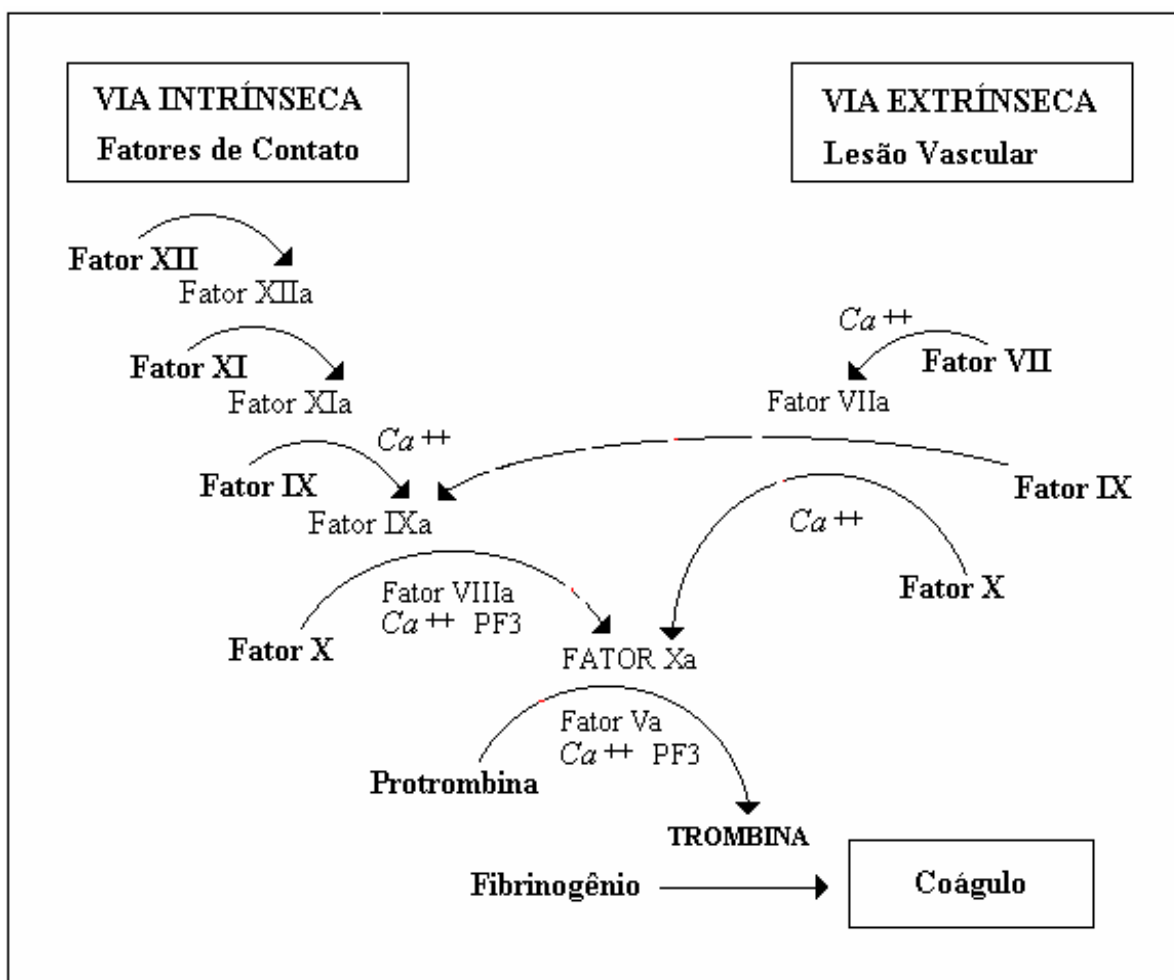 VIA INTRÍNSECA
Fatores de Contato
VIA EXTRÍNSECA
Lesão Vascular
Fator XII
Fator XIIa
Fator XI
Fator XIa
Ca ++
Fator VII
Fator VIIa
Ca ++
Fator IX
Fator IXa
Fator IX
Ca ++
Fator X
Fator VIIIa
Ca ++ PF3
Fator X
FATOR Xa
Fator Va
Ca ++ PF3
Protrombina
TROMBINA
Fibrinogênio
Coágulo